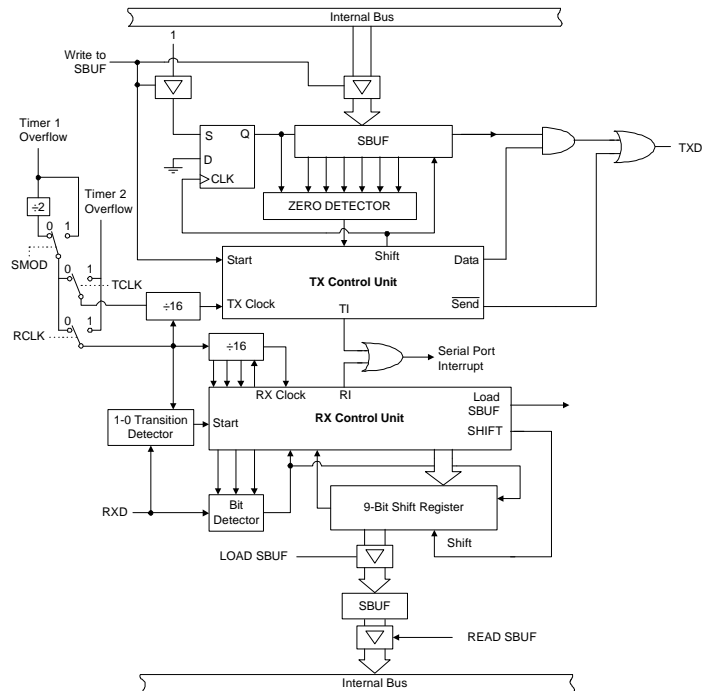 Internal Bus
1
Write to
SBUF
Timer 1
Overflow
S
Q
D
CLK
SBUF
TXD
÷2
Timer 2
Overflow
ZERO DETECTOR
0 1
SMOD
Shift
Start
Data
TX Control Unit
0 1
TCLK
÷16
TX Clock
TI
Send
RCLK
0 1
÷16
Serial Port
Interrupt
RX Clock
RI
Load
SBUF
1-0 Transition
Detector
Start
RX Control Unit
SHIFT
RXD
Bit
Detector
9-Bit Shift Register
Shift
LOAD SBUF
SBUF
READ SBUF
Internal Bus